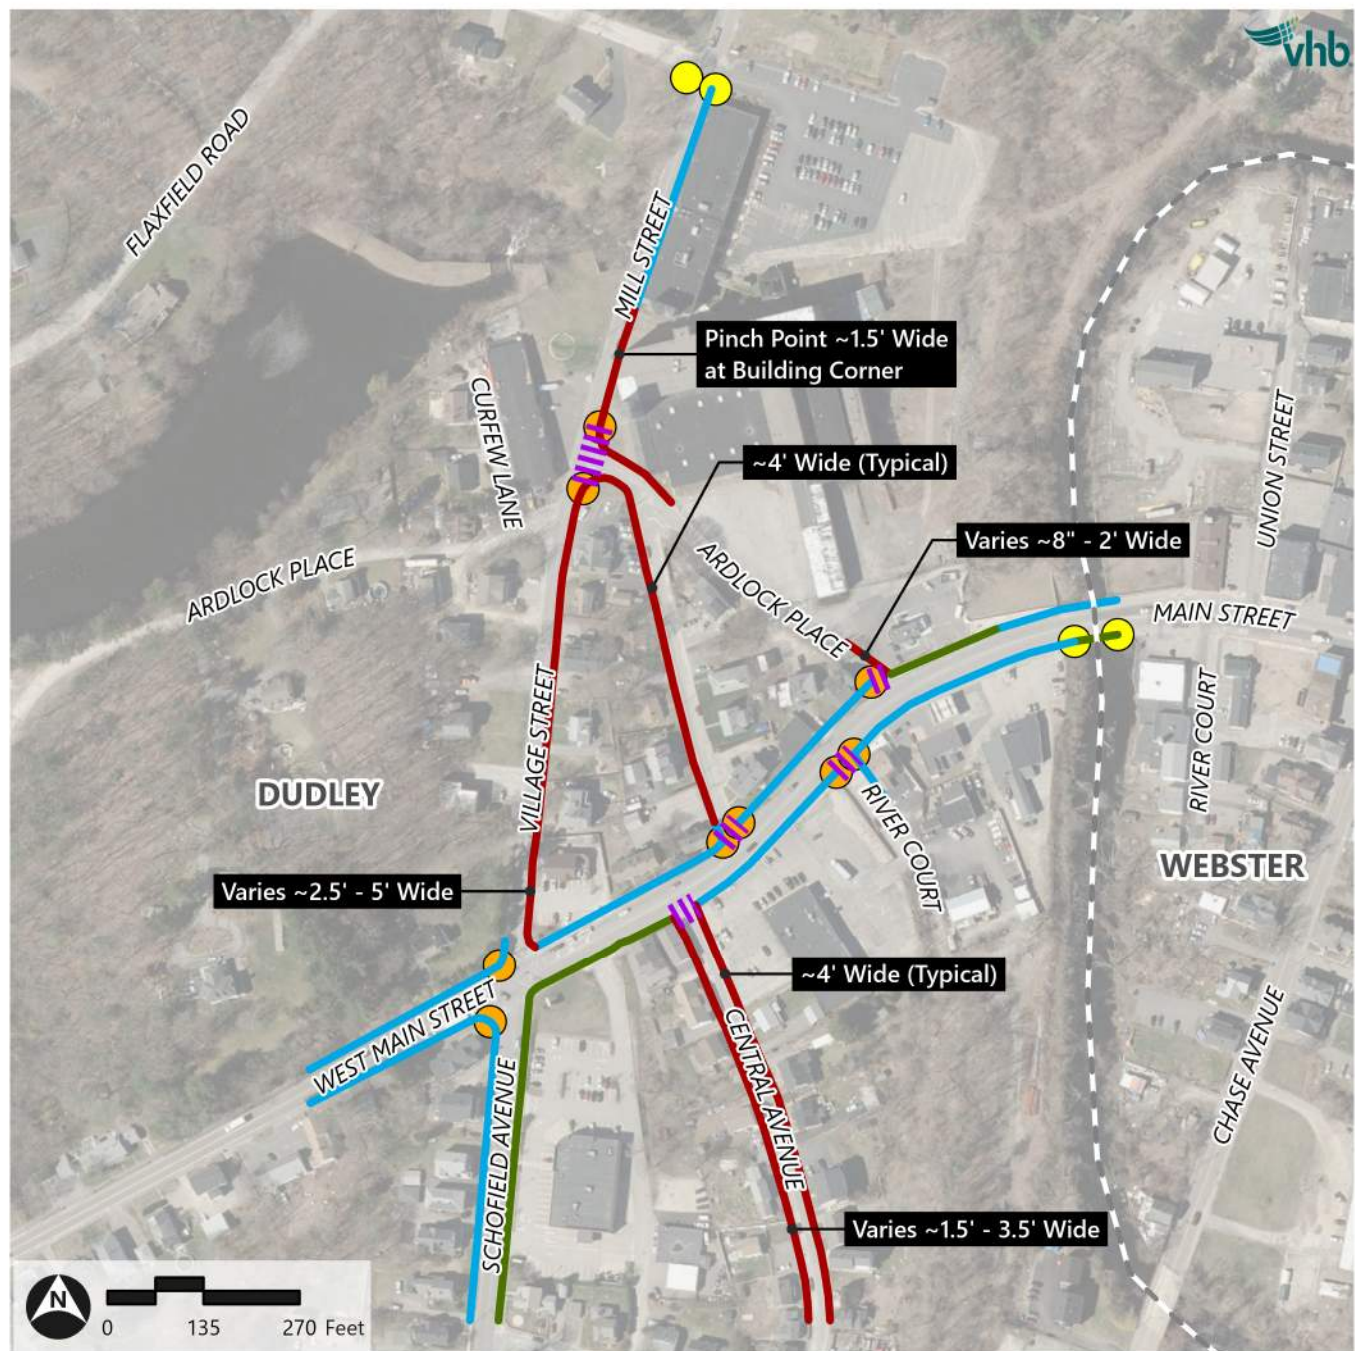 vhb
FLAXFIELD ROAD
MILL STREET
Pinch Point ~1.5' Wide
at Building Corner
CURFEW LANE
~4' Wide (Typical)
UNION STREET
Varies ~8" - 2' Wide
ARDLOCK PLACE
ARDLOCK PLACE
MAIN STREET
VILLAGE STREET
RIVER COURT
DUDLEY
RIVER COURT
WEBSTER
Varies ~2.5' - 5' Wide
~4' Wide (Typical)
WEST MAIN STREET
CENTRAL AVENUE
CHASE AVENUE
SCHOFIELD AVENUE
Varies ~1.5' - 3.5' Wide
N
0 135 270 Feet